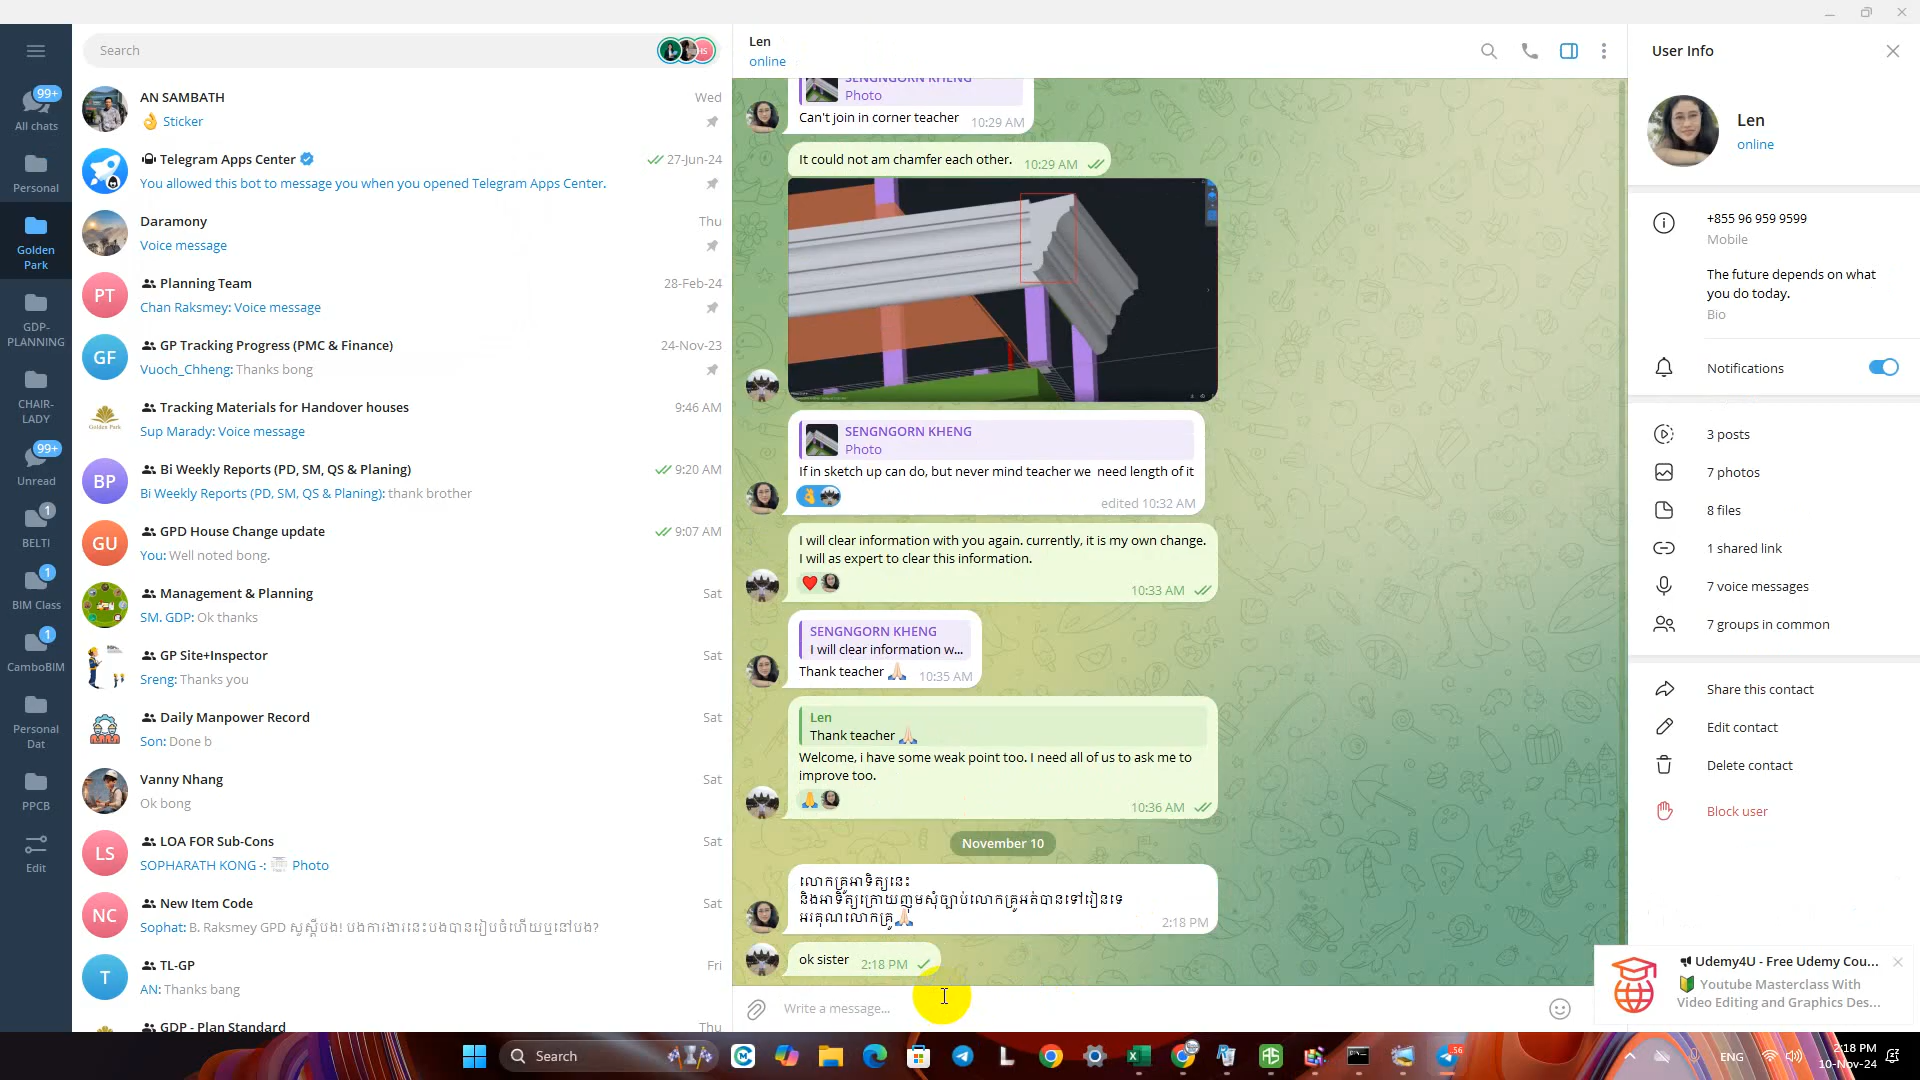 Search
HS
99+
All chats
Personal
Golden
Park
GDP-
PLANNING
CHAIR-
LADY
99+
Unread
1
BELTI
1
BIM Class
1
CamboBIM
Personal
Dat
PPCB
Edit
AN SAMBATH
Wed
👌 Sticker
Telegram Apps Center
27-Jun-24
You allowed this bot to message you when you opened Telegram Apps Center.
Daramony
Thu
Voice message
PT
Planning Team
28-Feb-24
Chan Raksmey: Voice message
GF
GP Tracking Progress (PMC & Finance)
24-Nov-23
Vuoch_Chheng: Thanks bong
Golden Park
Tracking Materials for Handover houses
9:46 AM
Sup Marady: Voice message
BP
Bi Weekly Reports (PD, SM, QS & Planing)
9:20 AM
Bi Weekly Reports (PD, SM, QS & Planing): thank brother
GU
GPD House Change update
9:07 AM
You: Well noted bong.
Management & Planning
Sat
SM. GDP: Ok thanks
GP Site+Inspector
Sat
Sreng: Thanks you
Daily Manpower Record
Sat
Son: Done b
Vanny Nhang
Sat
Ok bong
LS
LOA FOR Sub-Cons
Sat
SOPHARATH KONG -: Photo
NC
New Item Code
Sat
Sophat: B. Raksmey GPD សួស្តីបង! បងការងារនេះបងបានរៀបចំហើយឬនៅបង?
T
TL-GP
Fri
AN: Thanks bang
GDP - Plan Standard
Thu
Len
online
SENGNGORN KHENG
Photo
Can't join in corner teacher 10:29 AM
It could not am chamfer each other. 10:29 AM
SENGNGORN KHENG
Photo
If in sketch up can do, but never mind teacher we need length of it
edited 10:32 AM
I will clear information with you again. currently, it is my own change.
I will as expert to clear this information.
10:33 AM
SENGNGORN KHENG
I will clear information w...
Thank teacher 🙏🏻 10:35 AM
Len
Thank teacher 🙏🏻
Welcome, i have some weak point too. I need all of us to ask me to
improve too.
10:36 AM
November 10
លោកគ្រូអាទិត្យនេះ
និងអាទិត្យក្រោយញុមសុំច្បាប់លោកគ្រូអត់បានទៅរៀនទេ
អរគុណលោកគ្រូ🙏🏻
2:18 PM
ok sister 2:18 PM
Write a message...
User Info
Len
online
+855 96 959 9599
Mobile
The future depends on what
you do today.
Bio
Notifications
3 posts
7 photos
8 files
1 shared link
7 voice messages
7 groups in common
Share this contact
Edit contact
Delete contact
Block user
Udemy4U - Free Udemy Cou...
🔰 Youtube Masterclass With
Video Editing and Graphics Des...
Search
56
ENG
2:18 PM
10-Nov-24